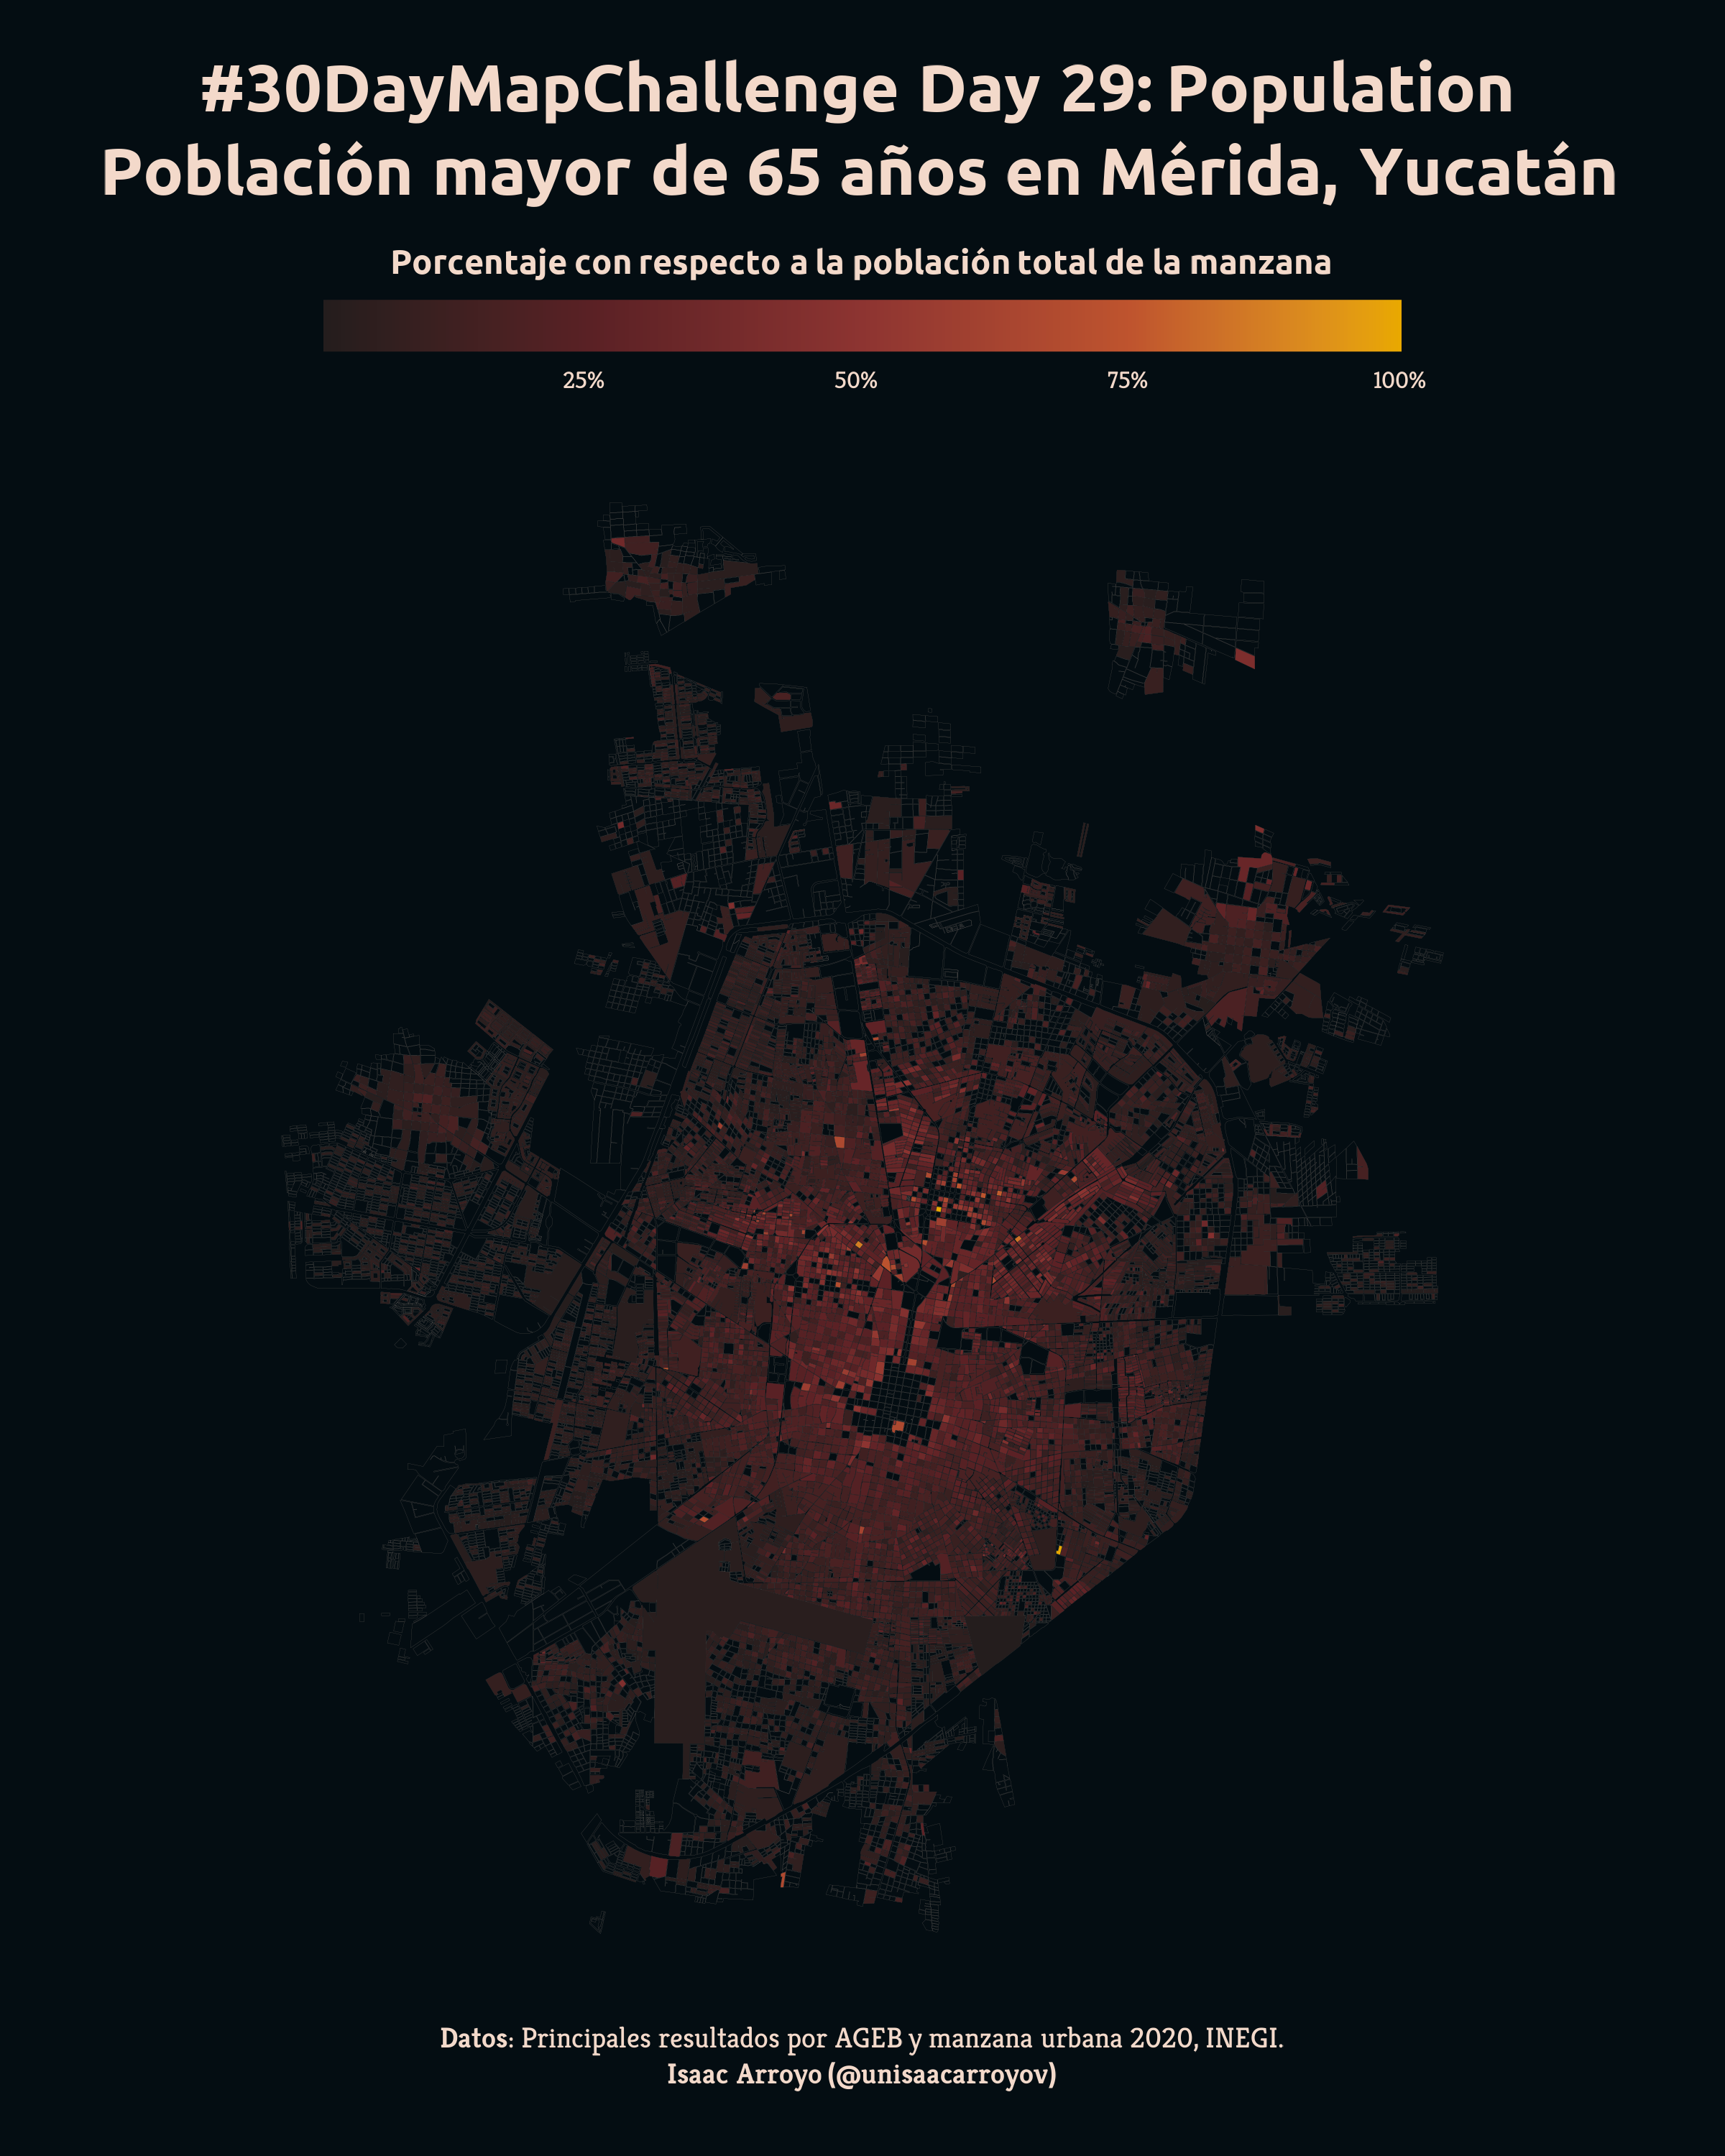 #30DayMapChallenge Day 29: Population
Población mayor de 65 años en Mérida, Yucatán
Porcentaje con respecto a la población total de la manzana
25% 50% 75% 100%
Datos: Principales resultados por AGEB y manzana urbana 2020, INEGI.
Isaac Arroyo (@unisaacarroyov)